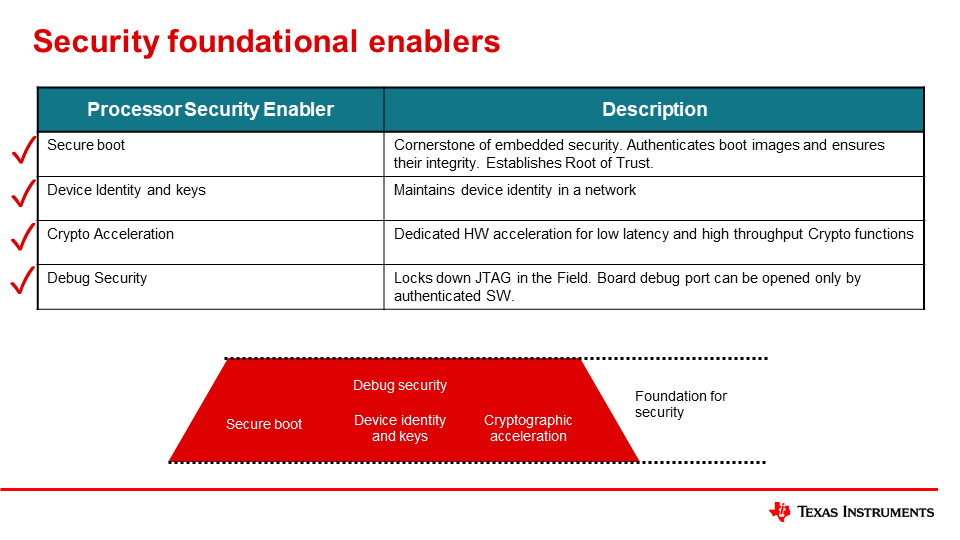 Security foundational enablers
Processor Security Enabler
Description
Secure boot
Cornerstone of embedded security. Authenticates boot images and ensures
their integrity. Establishes Root of Trust.
Device Identity and keys
Maintains device identity in a network
Crypto Acceleration
Dedicated HW acceleration for low latency and high throughput Crypto functions
Debug Security
Locks down JTAG in the Field. Board debug port can be opened only by
authenticated SW.
Debug security
Secure boot
Device identity
and keys
Cryptographic
acceleration
Foundation for
security
TEXAS INSTRUMENTS